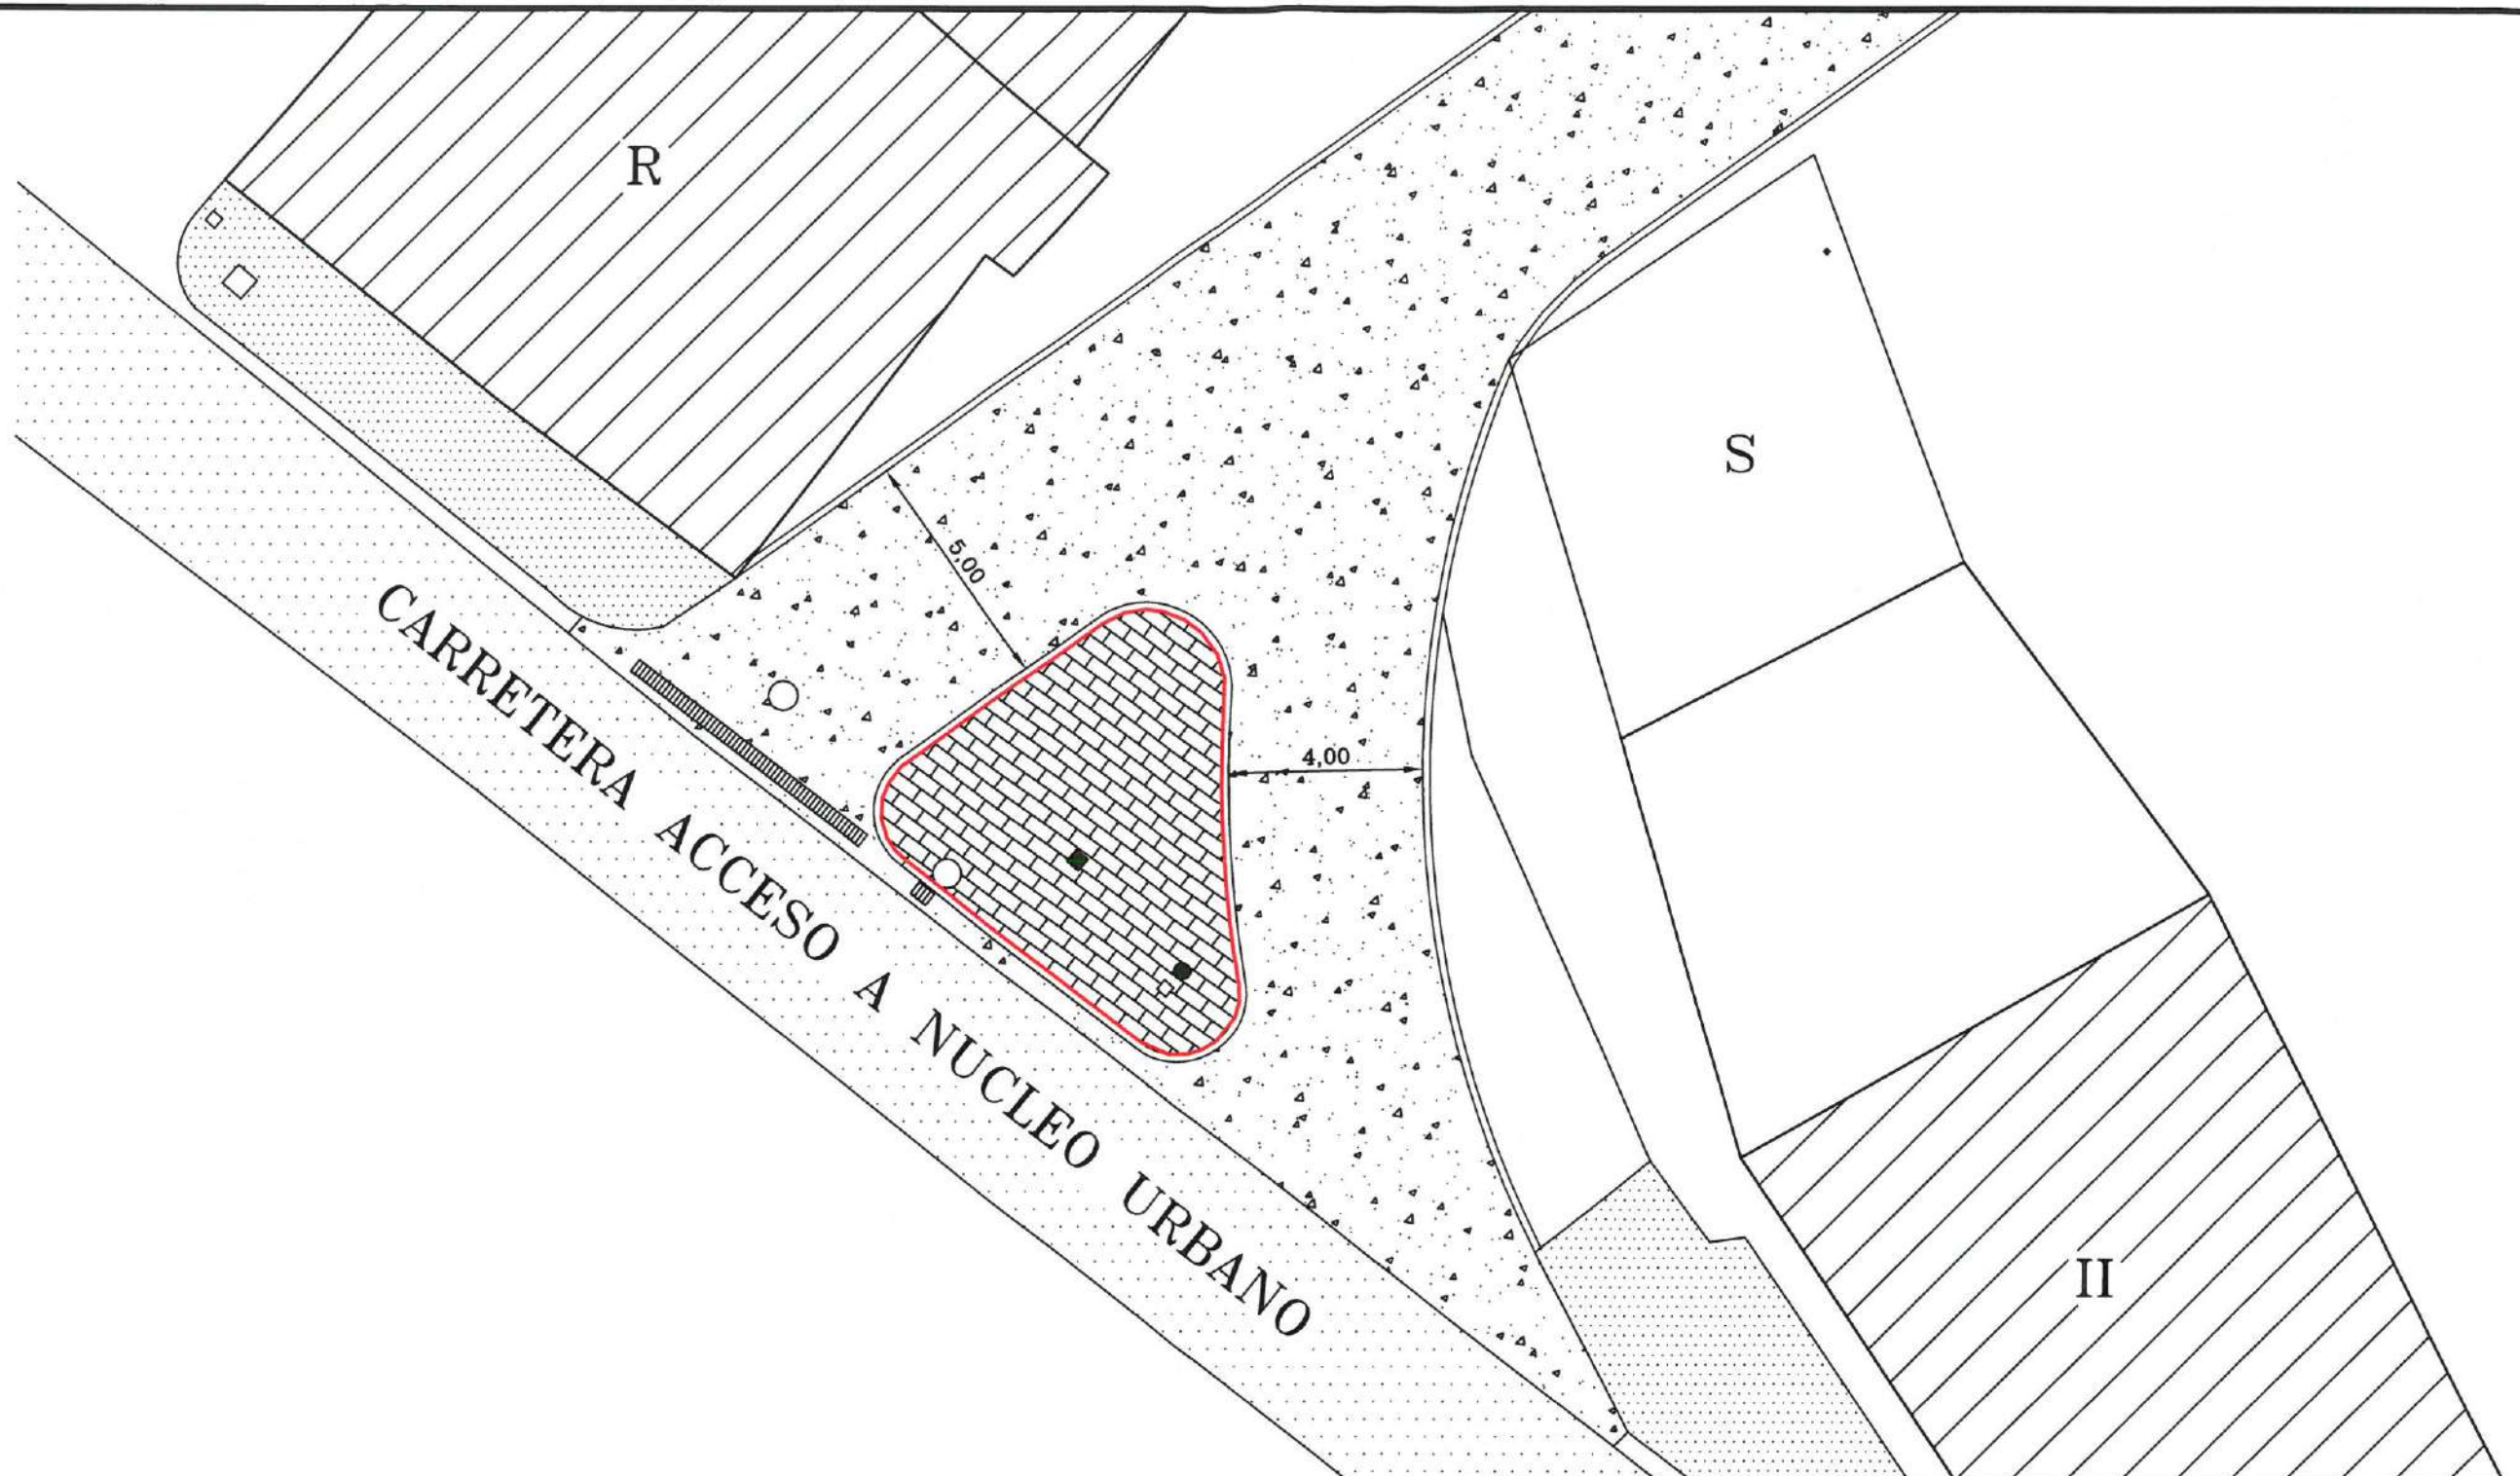 R
S
5,00
CARRETERA ACCESO A NUCLEO URBANO
4,00
II